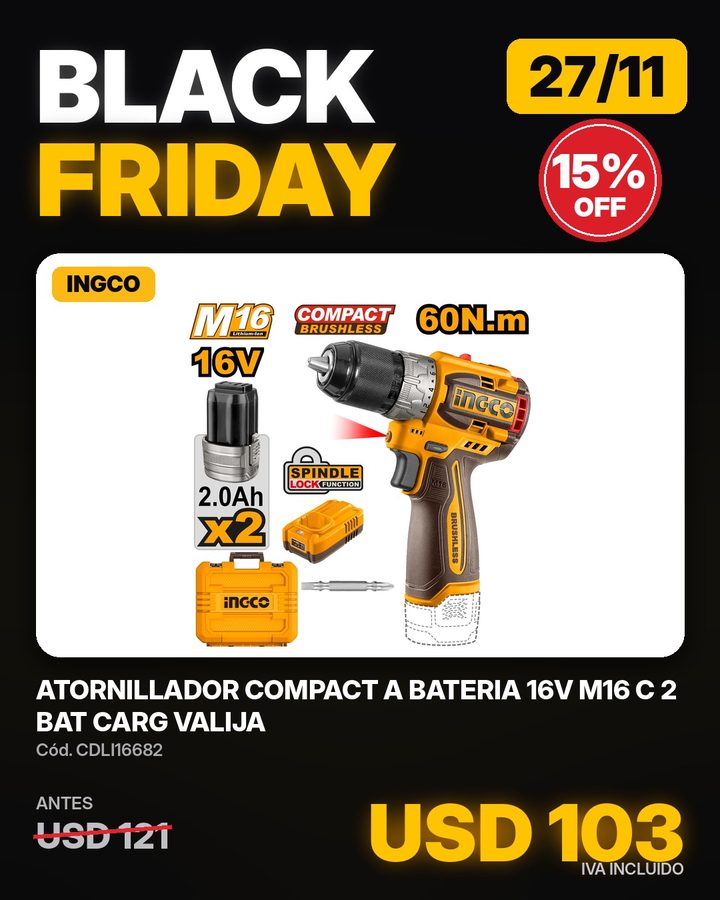 BLACK
FRIDAY
27/11
15%
OFF
INGCO
M16
Lithium-Ion
COMPACT
BRUSHLESS
60N.m
16V
INGCO
2.0Ah
x2
SPINDLE
LOCK FUNCTION
BRUSHLESS
INGCO
ATORNILLADOR COMPACT A BATERIA 16V M16 C 2
BAT CARG VALIJA
Cód. CDLI16682
ANTES
USD 121
USD 103
IVA INCLUIDO